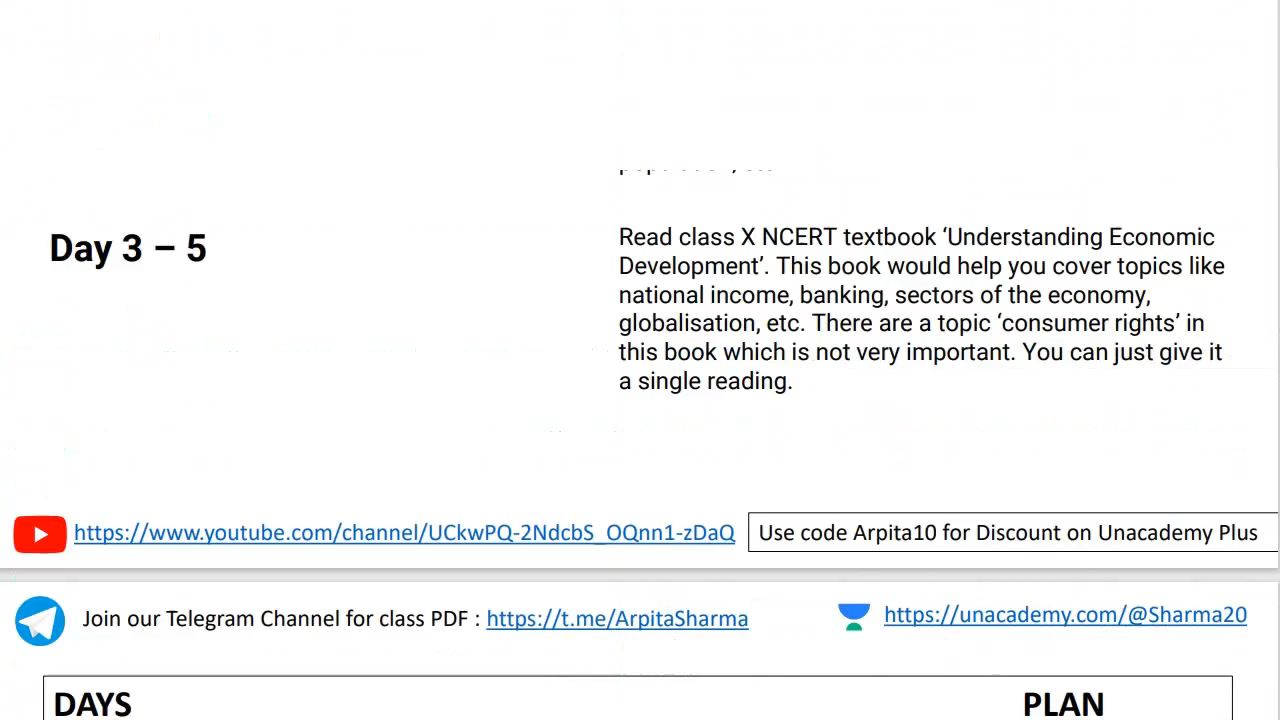 Day 3 – 5
Read class X NCERT textbook ‘Understanding Economic
Development’. This book would help you cover topics like
national income, banking, sectors of the economy,
globalisation, etc. There are a topic ‘consumer rights’ in
this book which is not very important. You can just give it
a single reading.
https://www.youtube.com/channel/UCkwPQ-2NdcbS_OQnn1-zDaQ
Use code Arpita10 for Discount on Unacademy Plus
Join our Telegram Channel for class PDF : https://t.me/ArpitaSharma
https://unacademy.com/@Sharma20
DAYS PLAN